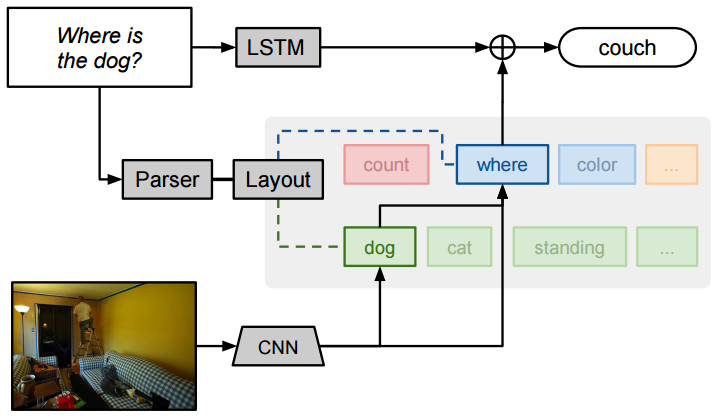 Where is
the dog?
LSTM
couch
count
where
color
...
Parser
Layout
dog
cat
standing
...
CNN